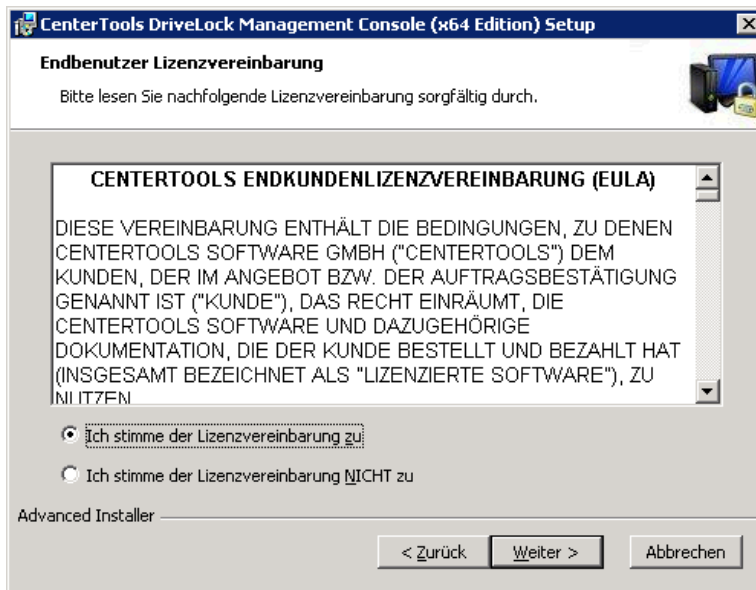 CenterTools DriveLock Management Console (x64 Edition) Setup
Endbenutzer Lizenzvereinbarung
Bitte lesen Sie nachfolgende Lizenzvereinbarung sorgfältig durch.
CENTERTOOLS ENDKUNDENLIZENZVEREINBARUNG (EULA)
DIESE VEREINBARUNG ENTHÄLT DIE BEDINGUNGEN, ZU DENEN
CENTERTOOLS SOFTWARE GMBH ("CENTERTOOLS") DEM
KUNDEN, DER IM ANGEBOT BZW. DER AUFTRAGSBESTÄTIGUNG
GENANNT IST ("KUNDE"), DAS RECHT EINRÄUMT, DIE
CENTERTOOLS SOFTWARE UND DAZUGEHÖRIGE
DOKUMENTATION, DIE DER KUNDE BESTELLT UND BEZAHLT HAT
(INSGESAMT BEZEICHNET ALS "LIZENZIERTE SOFTWARE"), ZU
NUTZEN
Ich stimme der Lizenzvereinbarung zu
Ich stimme der Lizenzvereinbarung NICHT zu
Advanced Installer
< Zurück Weiter > Abbrechen